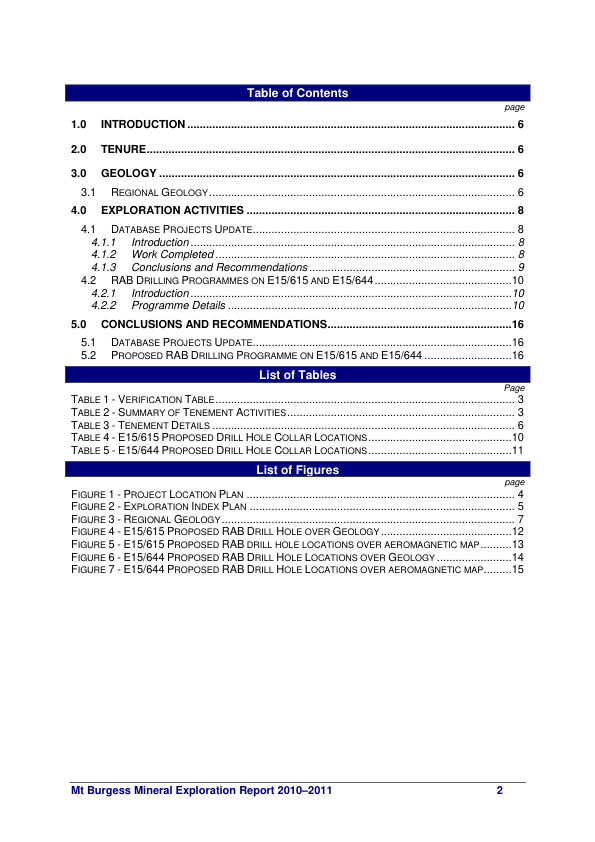 Table of Contents
page
1.0 INTRODUCTION ........................................................................................................... 6
2.0 TENURE........................................................................................................................ 6
3.0 GEOLOGY .................................................................................................................... 6
3.1 REGIONAL GEOLOGY.................................................................................................... 6
4.0 EXPLORATION ACTIVITIES ....................................................................................... 8
4.1 DATABASE PROJECTS UPDATE..................................................................................... 8
4.1.1 Introduction ........................................................................................................... 8
4.1.2 Work Completed ................................................................................................... 8
4.1.3 Conclusions and Recommendations.................................................................... 9
4.2 RAB DRILLING PROGRAMMES ON E15/615 AND E15/644 .............................................10
4.2.1 Introduction ...........................................................................................................10
4.2.2 Programme Details ...............................................................................................10
5.0 CONCLUSIONS AND RECOMMENDATIONS............................................................16
5.1 DATABASE PROJECTS UPDATE.....................................................................................16
5.2 PROPOSED RAB DRILLING PROGRAMME ON E15/615 AND E15/644 ............................16
List of Tables
Page
TABLE 1 - VERIFICATION TABLE.................................................................................................. 3
TABLE 2 - SUMMARY OF TENEMENT ACTIVITIES........................................................................... 3
TABLE 3 - TENEMENT DETAILS ................................................................................................... 6
TABLE 4 - E15/615 PROPOSED DRILL HOLE COLLAR LOCATIONS...............................................10
TABLE 5 - E15/644 PROPOSED DRILL HOLE COLLAR LOCATIONS...............................................11
List of Figures
page
FIGURE 1 - PROJECT LOCATION PLAN ........................................................................................ 4
FIGURE 2 - EXPLORATION INDEX PLAN ....................................................................................... 5
FIGURE 3 - REGIONAL GEOLOGY................................................................................................ 7
FIGURE 4 - E15/615 PROPOSED RAB DRILL HOLE OVER GEOLOGY...........................................12
FIGURE 5 - E15/615 PROPOSED RAB DRILL HOLE LOCATIONS OVER AEROMAGNETIC MAP..........13
FIGURE 6 - E15/644 PROPOSED RAB DRILL HOLE LOCATIONS OVER GEOLOGY ........................14
FIGURE 7 - E15/644 PROPOSED RAB DRILL HOLE LOCATIONS OVER AEROMAGNETIC MAP.........15
Mt Burgess Mineral Exploration Report 2010–2011 2